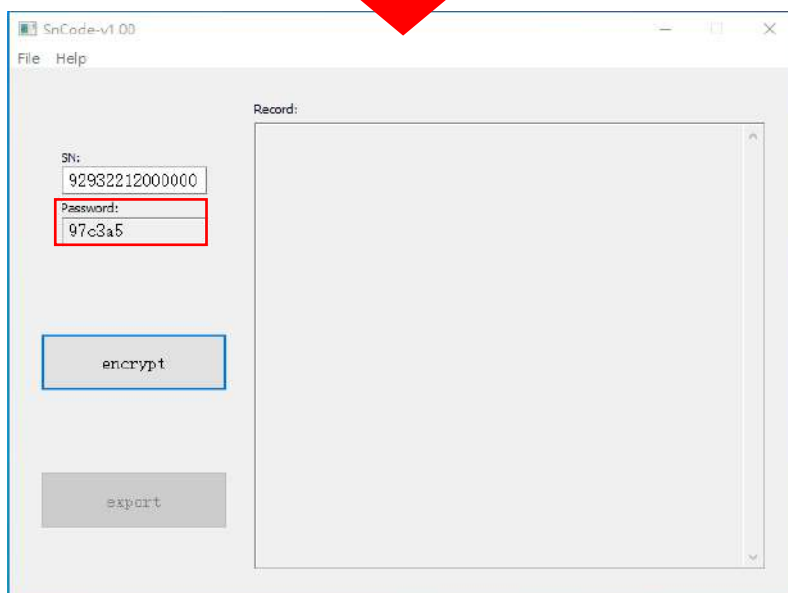 SnCode-v1.00
File Help
Record:
SN:
92932212000000
Password:
97c3a5
encrypt
export